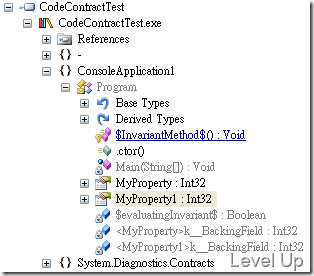 CodeContractTest
CodeContractTest.exe
References
{} -
{} ConsoleApplication1
Program
Base Types
Derived Types
$InvariantMethod$() : Void
.ctor()
Main(String[]) : Void
MyProperty : Int32
MyProperty1 : Int32
$evaluatingInvariant$ : Boolean
<MyProperty>k__BackingField : Int32
<MyProperty1>k__BackingField : Int32
{} System.Diagnostics.Contracts
Level Up